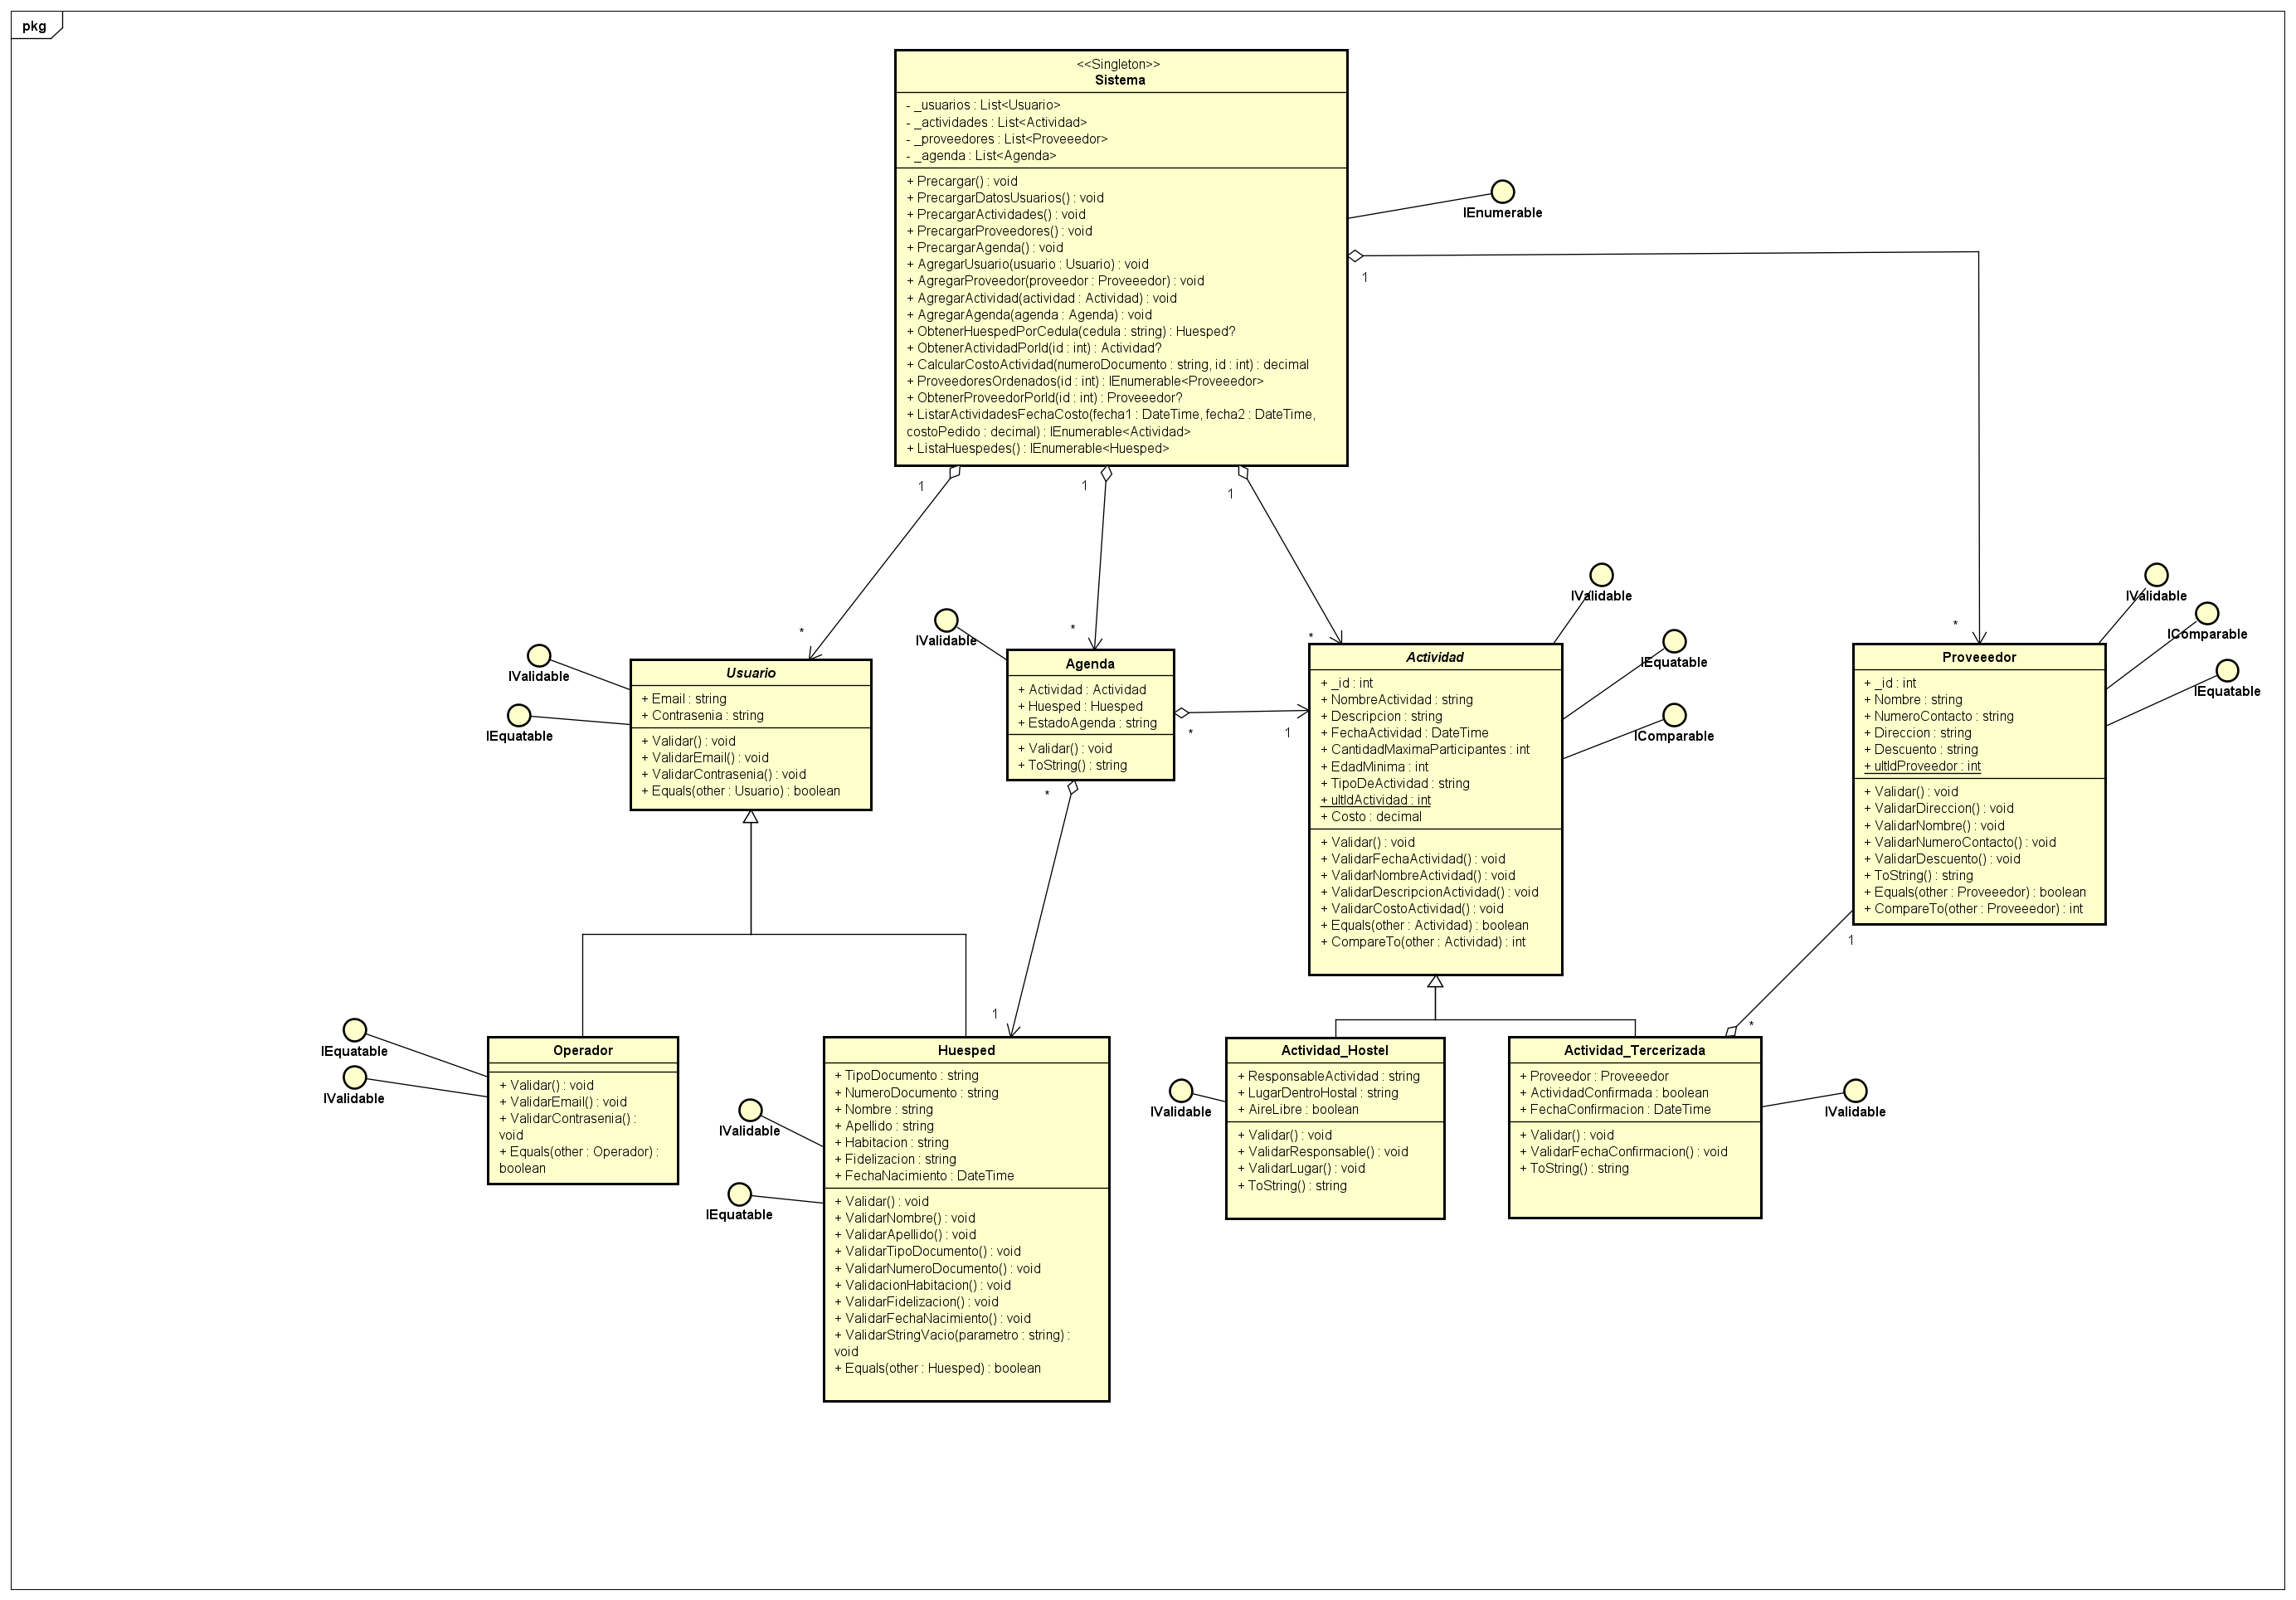 pkg
<<Singleton>>
Sistema
- _usuarios : List<Usuario>
- _actividades : List<Actividad>
- _proveedores : List<Proveeedor>
- _agenda : List<Agenda>
+ Precargar() : void
+ PrecargarDatosUsuarios() : void
+ PrecargarActividades() : void
+ PrecargarProveedores() : void
+ PrecargarAgenda() : void
+ AgregarUsuario(usuario : Usuario) : void
+ AgregarProveedor(proveedor : Proveeedor) : void
+ AgregarActividad(actividad : Actividad) : void
+ AgregarAgenda(agenda : Agenda) : void
+ ObtenerHuespedPorCedula(cedula : string) : Huesped?
+ ObtenerActividadPorId(id : int) : Actividad?
+ CalcularCostoActividad(numeroDocumento : string, id : int) : decimal
+ ProveedoresOrdenados(id : int) : IEnumerable<Proveeedor>
+ ObtenerProveedorPorId(id : int) : Proveeedor?
+ ListarActividadesFechaCosto(fecha1 : DateTime, fecha2 : DateTime,
costoPedido : decimal) : IEnumerable<Actividad>
+ ListaHuespedes() : IEnumerable<Huesped>
IEnumerable
1
1
1
1
*
*
*
*
IValidable
IEquatable
Usuario
+ Email : string
+ Contrasenia : string
+ Validar() : void
+ ValidarEmail() : void
+ ValidarContrasenia() : void
+ Equals(other : Usuario) : boolean
IValidable
Agenda
+ Actividad : Actividad
+ Huesped : Huesped
+ EstadoAgenda : string
+ Validar() : void
+ ToString() : string
*
1
*
1
IValidable
IEquatable
IComparable
Actividad
+ _id : int
+ NombreActividad : string
+ Descripcion : string
+ FechaActividad : DateTime
+ CantidadMaximaParticipantes : int
+ EdadMinima : int
+ TipoDeActividad : string
+ ultIdActividad : int
+ Costo : decimal
+ Validar() : void
+ ValidarFechaActividad() : void
+ ValidarNombreActividad() : void
+ ValidarDescripcionActividad() : void
+ ValidarCostoActividad() : void
+ Equals(other : Actividad) : boolean
+ CompareTo(other : Actividad) : int
IValidable
IComparable
IEquatable
Proveeedor
+ _id : int
+ Nombre : string
+ NumeroContacto : string
+ Direccion : string
+ Descuento : string
+ ultIdProveedor : int
+ Validar() : void
+ ValidarDireccion() : void
+ ValidarNombre() : void
+ ValidarNumeroContacto() : void
+ ValidarDescuento() : void
+ ToString() : string
+ Equals(other : Proveeedor) : boolean
+ CompareTo(other : Proveeedor) : int
1
*
IEquatable
IValidable
Operador
+ Validar() : void
+ ValidarEmail() : void
+ ValidarContrasenia() :
void
+ Equals(other : Operador) :
boolean
IValidable
IEquatable
Huesped
+ TipoDocumento : string
+ NumeroDocumento : string
+ Nombre : string
+ Apellido : string
+ Habitacion : string
+ Fidelizacion : string
+ FechaNacimiento : DateTime
+ Validar() : void
+ ValidarNombre() : void
+ ValidarApellido() : void
+ ValidarTipoDocumento() : void
+ ValidarNumeroDocumento() : void
+ ValidacionHabitacion() : void
+ ValidarFidelizacion() : void
+ ValidarFechaNacimiento() : void
+ ValidarStringVacio(parametro : string) :
void
+ Equals(other : Huesped) : boolean
IValidable
Actividad_Hostel
+ ResponsableActividad : string
+ LugarDentroHostal : string
+ AireLibre : boolean
+ Validar() : void
+ ValidarResponsable() : void
+ ValidarLugar() : void
+ ToString() : string
Actividad_Tercerizada
+ Proveedor : Proveeedor
+ ActividadConfirmada : boolean
+ FechaConfirmacion : DateTime
+ Validar() : void
+ ValidarFechaConfirmacion() : void
+ ToString() : string
IValidable